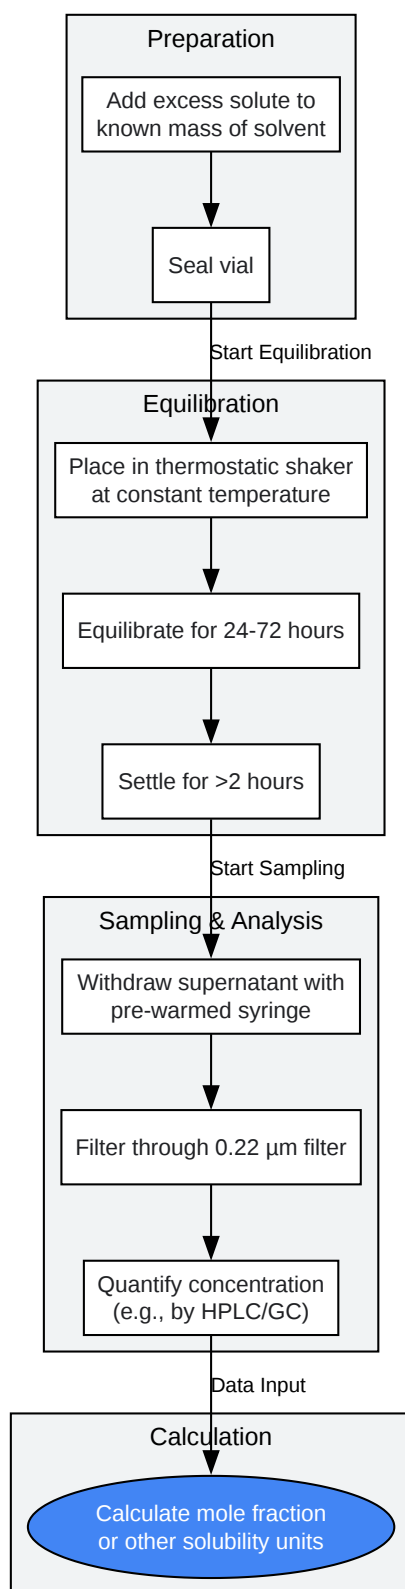 Preparation
Add excess solute to
known mass of solvent
Seal vial
Start Equilibration
Equilibration
Place in thermostatic shaker
at constant temperature
Equilibrate for 24-72 hours
Settle for >2 hours
Start Sampling
Sampling & Analysis
Withdraw supernatant with
pre-warmed syringe
Filter through 0.22 µm filter
Quantify concentration
(e.g., by HPLC/GC)
Data Input
Calculation
Calculate mole fraction
or other solubility units